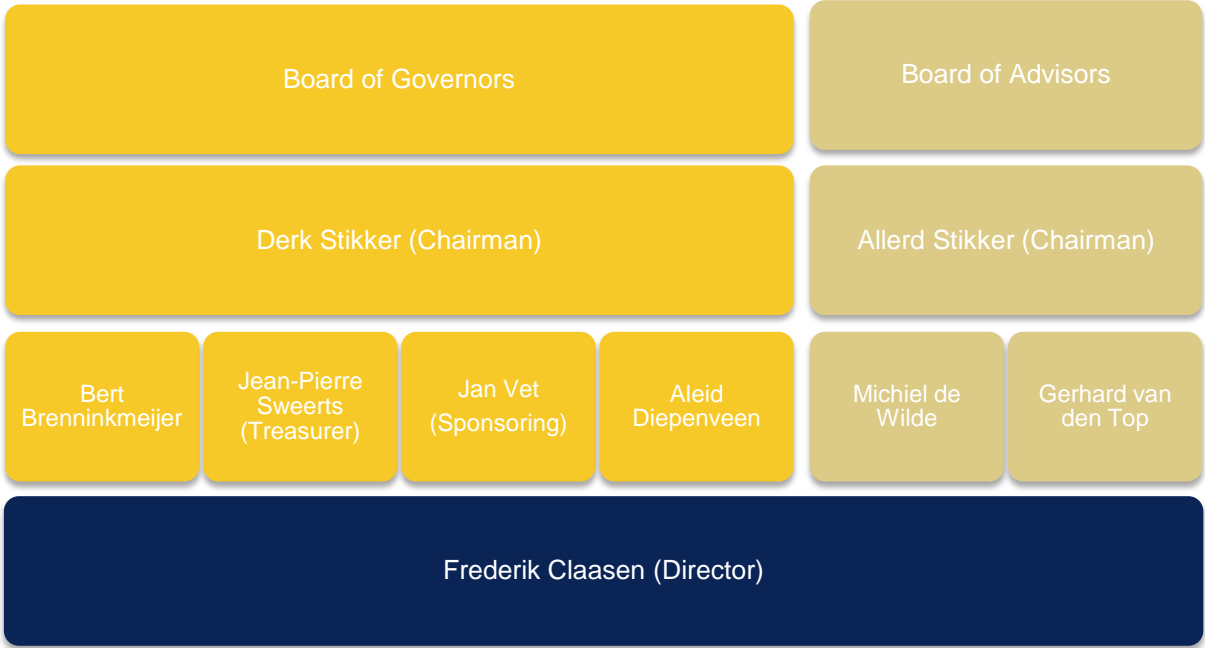 Board of Governors
Board of Advisors
Derk Stikker (Chairman)
Allerd Stikker (Chairman)
Bert
Brenninkmeijer
Jean-Pierre
Sweerts
(Treasurer)
Jan Vet
(Sponsoring)
Aleid
Diepenveen
Michiel de
Wilde
Gerhard van
den Top
Frederik Claasen (Director)